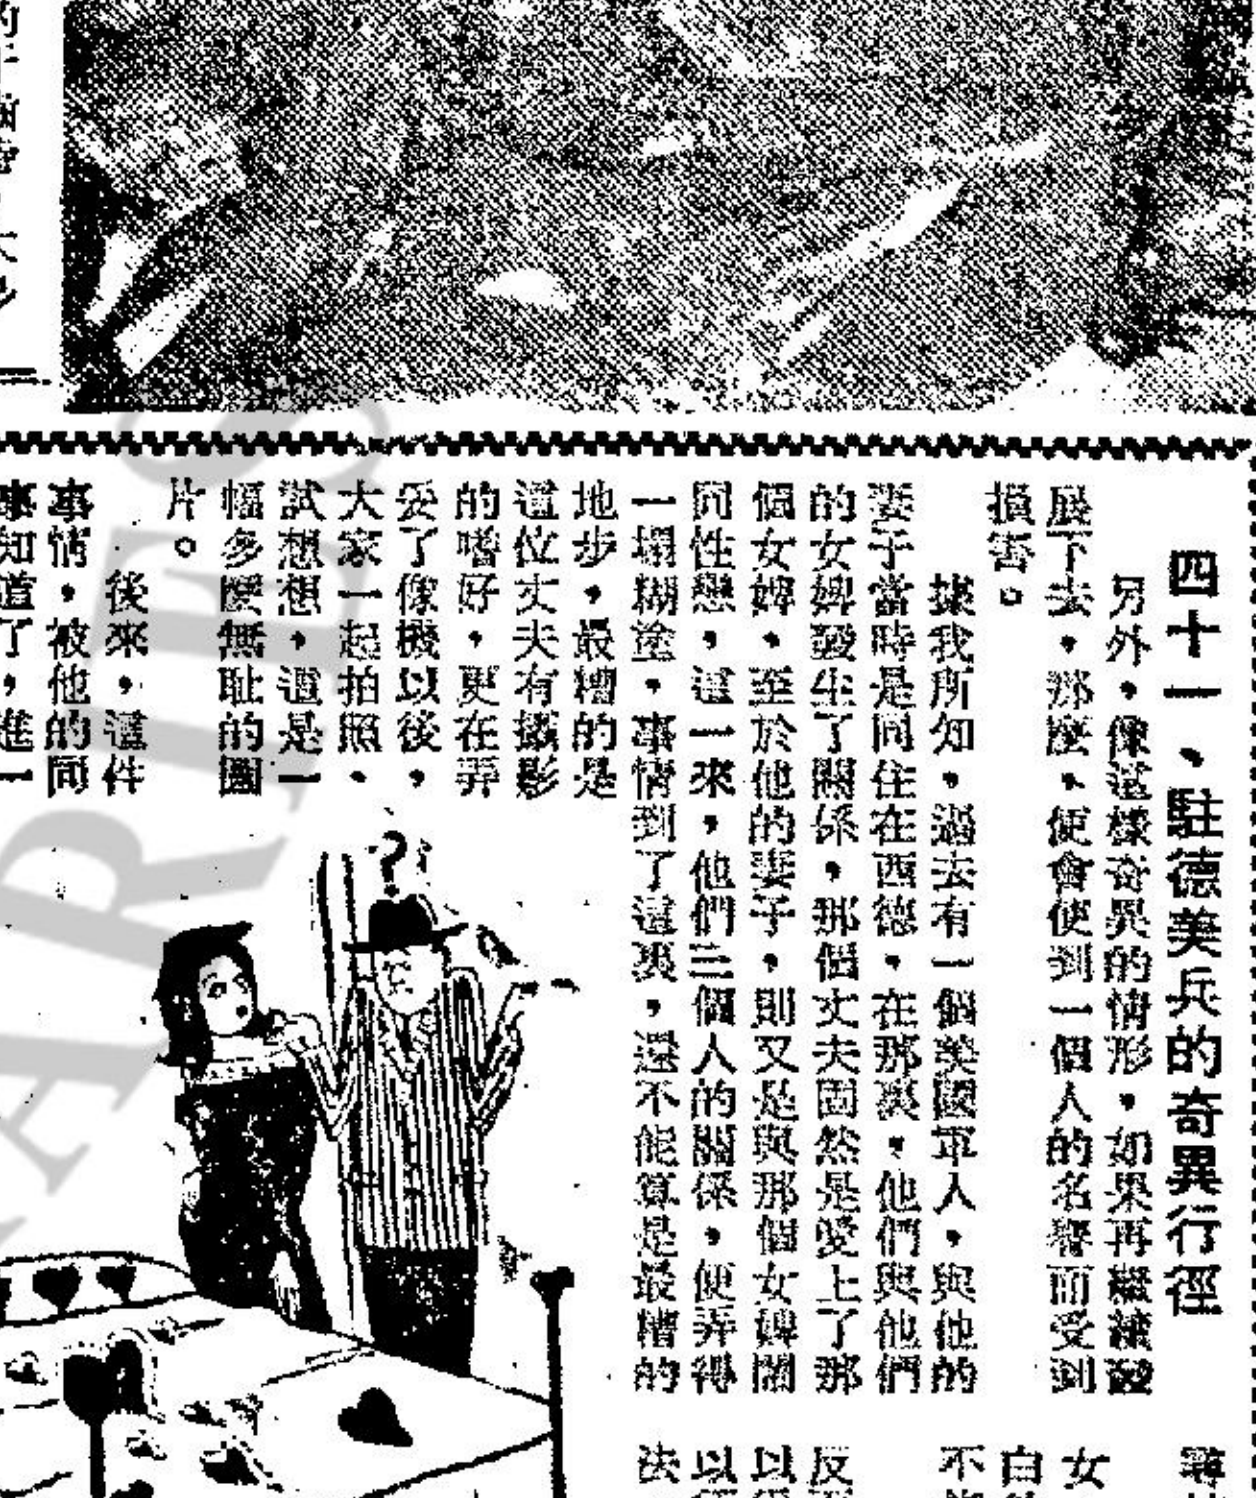 四十一、駐德美兵的奇異行徑
另外，像這樣奇異的情形，如果再繼續發
展下去，那麼、便會使到一個人的名譽而受到
損害。
據我所知，過去有一個美國軍人，與他的
妻子當時是同住在西德，在那裏，他們與他們
的女婢發生了關係，那個丈夫固然是愛上了那
個女婢，至於他的妻子，則又是與那個女婢鬧
同性戀，這一來，他們三個人的關係，便弄得
一塌糊塗，事情到了這裏，還不能算是最糟的
地步，最糟的是
這位丈夫有攝影
的嗜好，更在弄
妥了像機以後，
大家一起拍照、
試想想，這是一
幅多麼無恥的圖
片。
後來，這件
事情，被他的同
事知道了，進一
女
自
不
反
以
以
法
ARIES